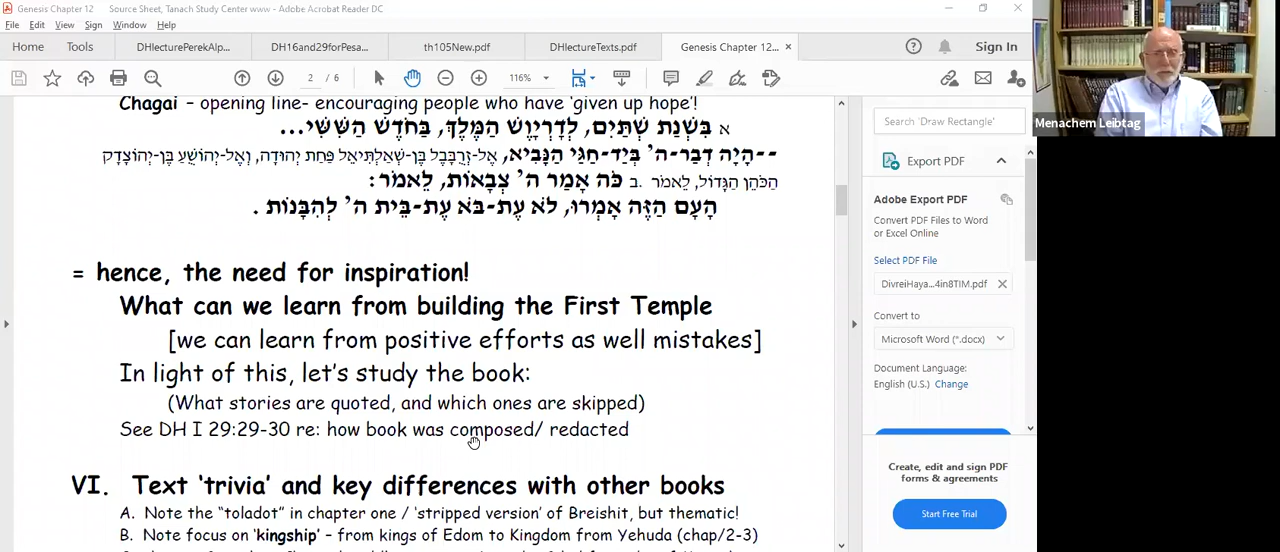 Genesis Chapter 12 Source Sheet, Tanach Study Center www - Adobe Acrobat Reader DC
File Edit View Sign Window Help
Home Tools DHlecturePerekAlp... DH16and29forPesa... th105New.pdf DHlectureTexts.pdf Genesis Chapter 12... × Sign In
2 / 6 116%
Chagai – opening line- encouraging people who have 'given up hope'!
א בִּשְׁנַת שְׁתַּיִם, לְדָרְיָוֶשׁ הַמֶּלֶךְ, בַּחֹדֶשׁ הַשִּׁשִּׁי...
--הָיָה דְבַר-ה' בְּיַד-חַגַּי הַנָּבִיא, אֶל-זְרֻבָּבֶל בֶּן-שְׁאַלְתִּיאֵל פַּחַת יְהוּדָה, וְאֶל-יְהוֹשֻׁעַ בֶּן-יְהוֹצָדָק
הַכֹּהֵן הַגָּדוֹל, לֵאמֹר .ב כֹּה אָמַר ה' צְבָאוֹת, לֵאמֹר:
הָעָם הַזֶּה אָמְרוּ, לֹא עֶת-בֹּא עֶת-בֵּית ה' לְהִבָּנוֹת .
= hence, the need for inspiration!
What can we learn from building the First Temple
[we can learn from positive efforts as well mistakes]
In light of this, let's study the book:
(What stories are quoted, and which ones are skipped)
See DH I 29:29-30 re: how book was composed/ redacted
VI. Text 'trivia' and key differences with other books
A. Note the "toladot" in chapter one / 'stripped version' of Breishit, but thematic!
B. Note focus on 'kingship' – from kings of Edom to Kingdom from Yehuda (chap/2-3)
Search 'Draw Rectangle'
Export PDF
Adobe Export PDF
Convert PDF Files to Word
or Excel Online
Select PDF File
DivreiHaya...4in8TIM.pdf
Convert to
Microsoft Word (*.docx)
Document Language:
English (U.S.) Change
Create, edit and sign PDF
forms & agreements
Start Free Trial
Menachem Leibtag